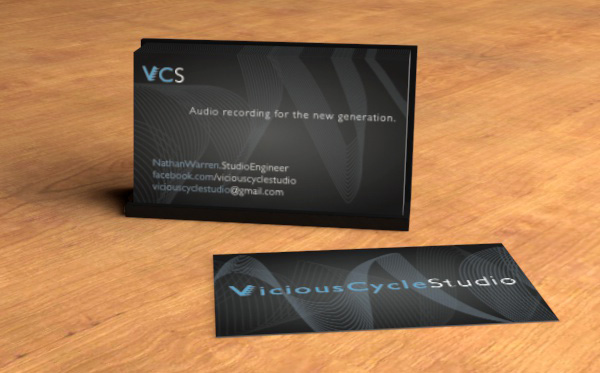 VCS
Audio recording for the new generation.
NathanWarren.StudioEngineer
facebook.com/viciouscyclestudio
viciouscyclestudio@gmail.com
ViciousCycleStudio